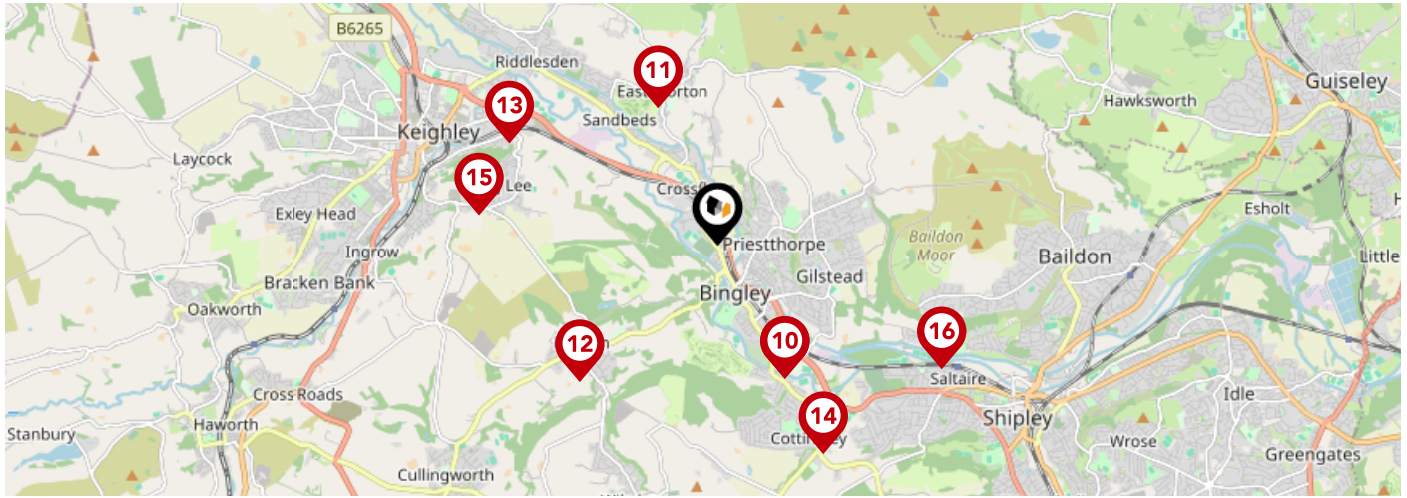 B6265
Riddlesden
11
Guiseley
Hawksworth
13
Sandbeds
Keighley
Laycock
15
Lee
Exley Head
Esholt
Priestthorpe
Baildon
Moor
Baildon
Ingrow
Little
Gilstead
Bracken Bank
Bingley
Oakworth
12
10
16
Saltaire
Cross Roads
Idle
14
Shipley
Haworth
Stanbury
Wrose
Greengates
Cullingworth